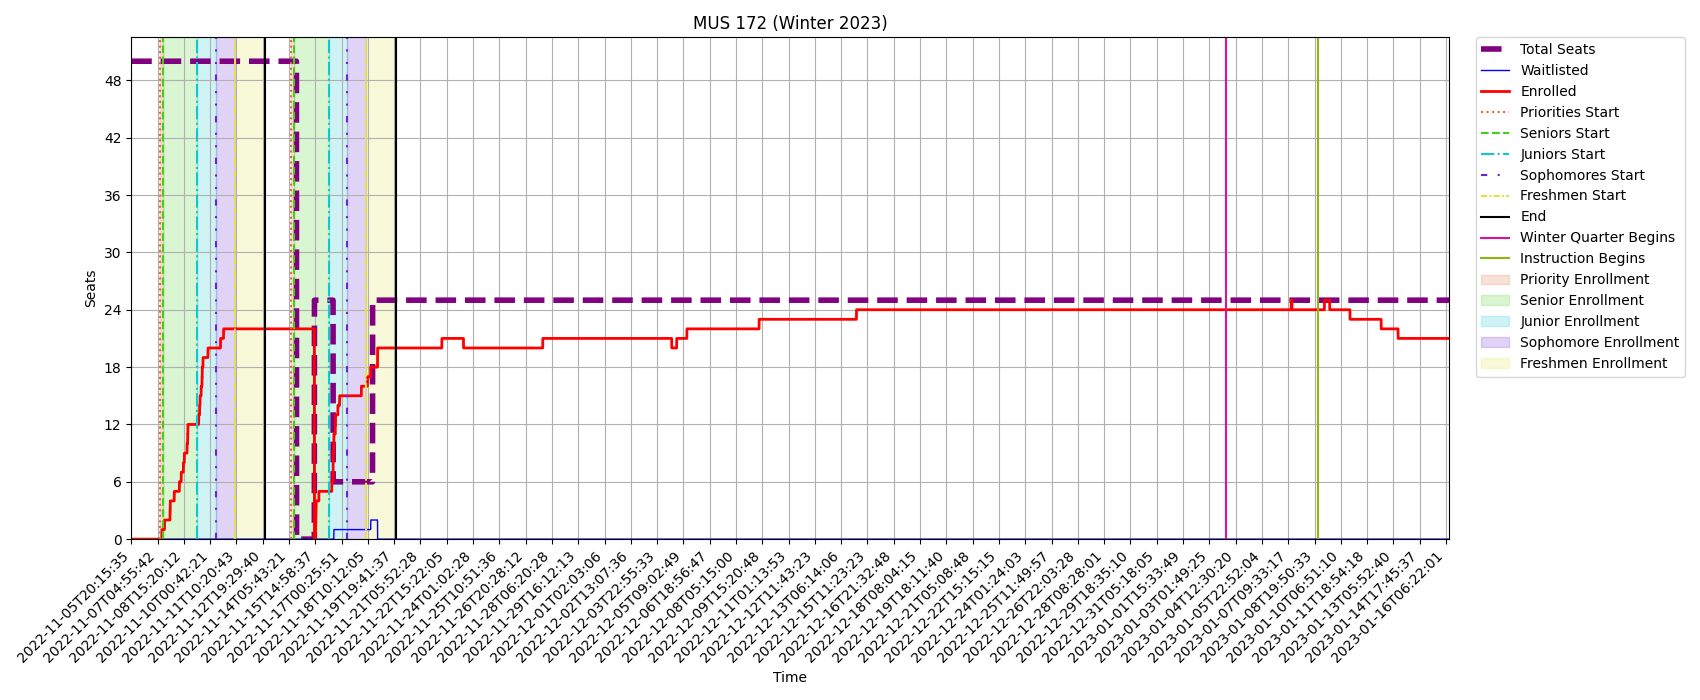 MUS 172 (Winter 2023)
Seats
48
42
36
30
24
18
12
6
0
2022-11-05T20:15:35
2022-11-07T04:55:42
2022-11-08T15:20:12
2022-11-10T00:42:21
2022-11-11T10:20:43
2022-11-12T19:29:40
2022-11-14T05:43:21
2022-11-15T14:58:37
2022-11-17T00:25:51
2022-11-18T10:12:05
2022-11-19T19:41:37
2022-11-21T05:52:28
2022-11-22T15:22:05
2022-11-24T01:02:28
2022-11-25T10:51:36
2022-11-26T20:28:12
2022-11-28T06:20:28
2022-11-29T16:12:13
2022-12-01T02:03:06
2022-12-02T13:07:36
2022-12-03T22:55:33
2022-12-05T09:02:49
2022-12-06T18:56:47
2022-12-08T05:15:00
2022-12-09T15:20:48
2022-12-11T01:13:53
2022-12-12T11:43:23
2022-12-13T06:14:06
2022-12-15T11:23:23
2022-12-16T21:32:48
2022-12-18T08:04:15
2022-12-19T18:11:40
2022-12-21T05:08:48
2022-12-22T15:15:15
2022-12-24T01:24:03
2022-12-25T11:49:57
2022-12-26T22:03:28
2022-12-28T08:28:01
2022-12-29T18:35:10
2022-12-31T05:18:05
2023-01-01T15:33:49
2023-01-03T01:49:25
2023-01-04T12:30:20
2023-01-05T22:52:04
2023-01-07T09:33:17
2023-01-08T19:50:33
2023-01-10T06:51:10
2023-01-11T18:54:18
2023-01-13T05:52:40
2023-01-14T17:45:37
2023-01-16T06:22:01
Time
Total Seats
Waitlisted
Enrolled
Priorities Start
Seniors Start
Juniors Start
Sophomores Start
Freshmen Start
End
Winter Quarter Begins
Instruction Begins
Priority Enrollment
Senior Enrollment
Junior Enrollment
Sophomore Enrollment
Freshmen Enrollment